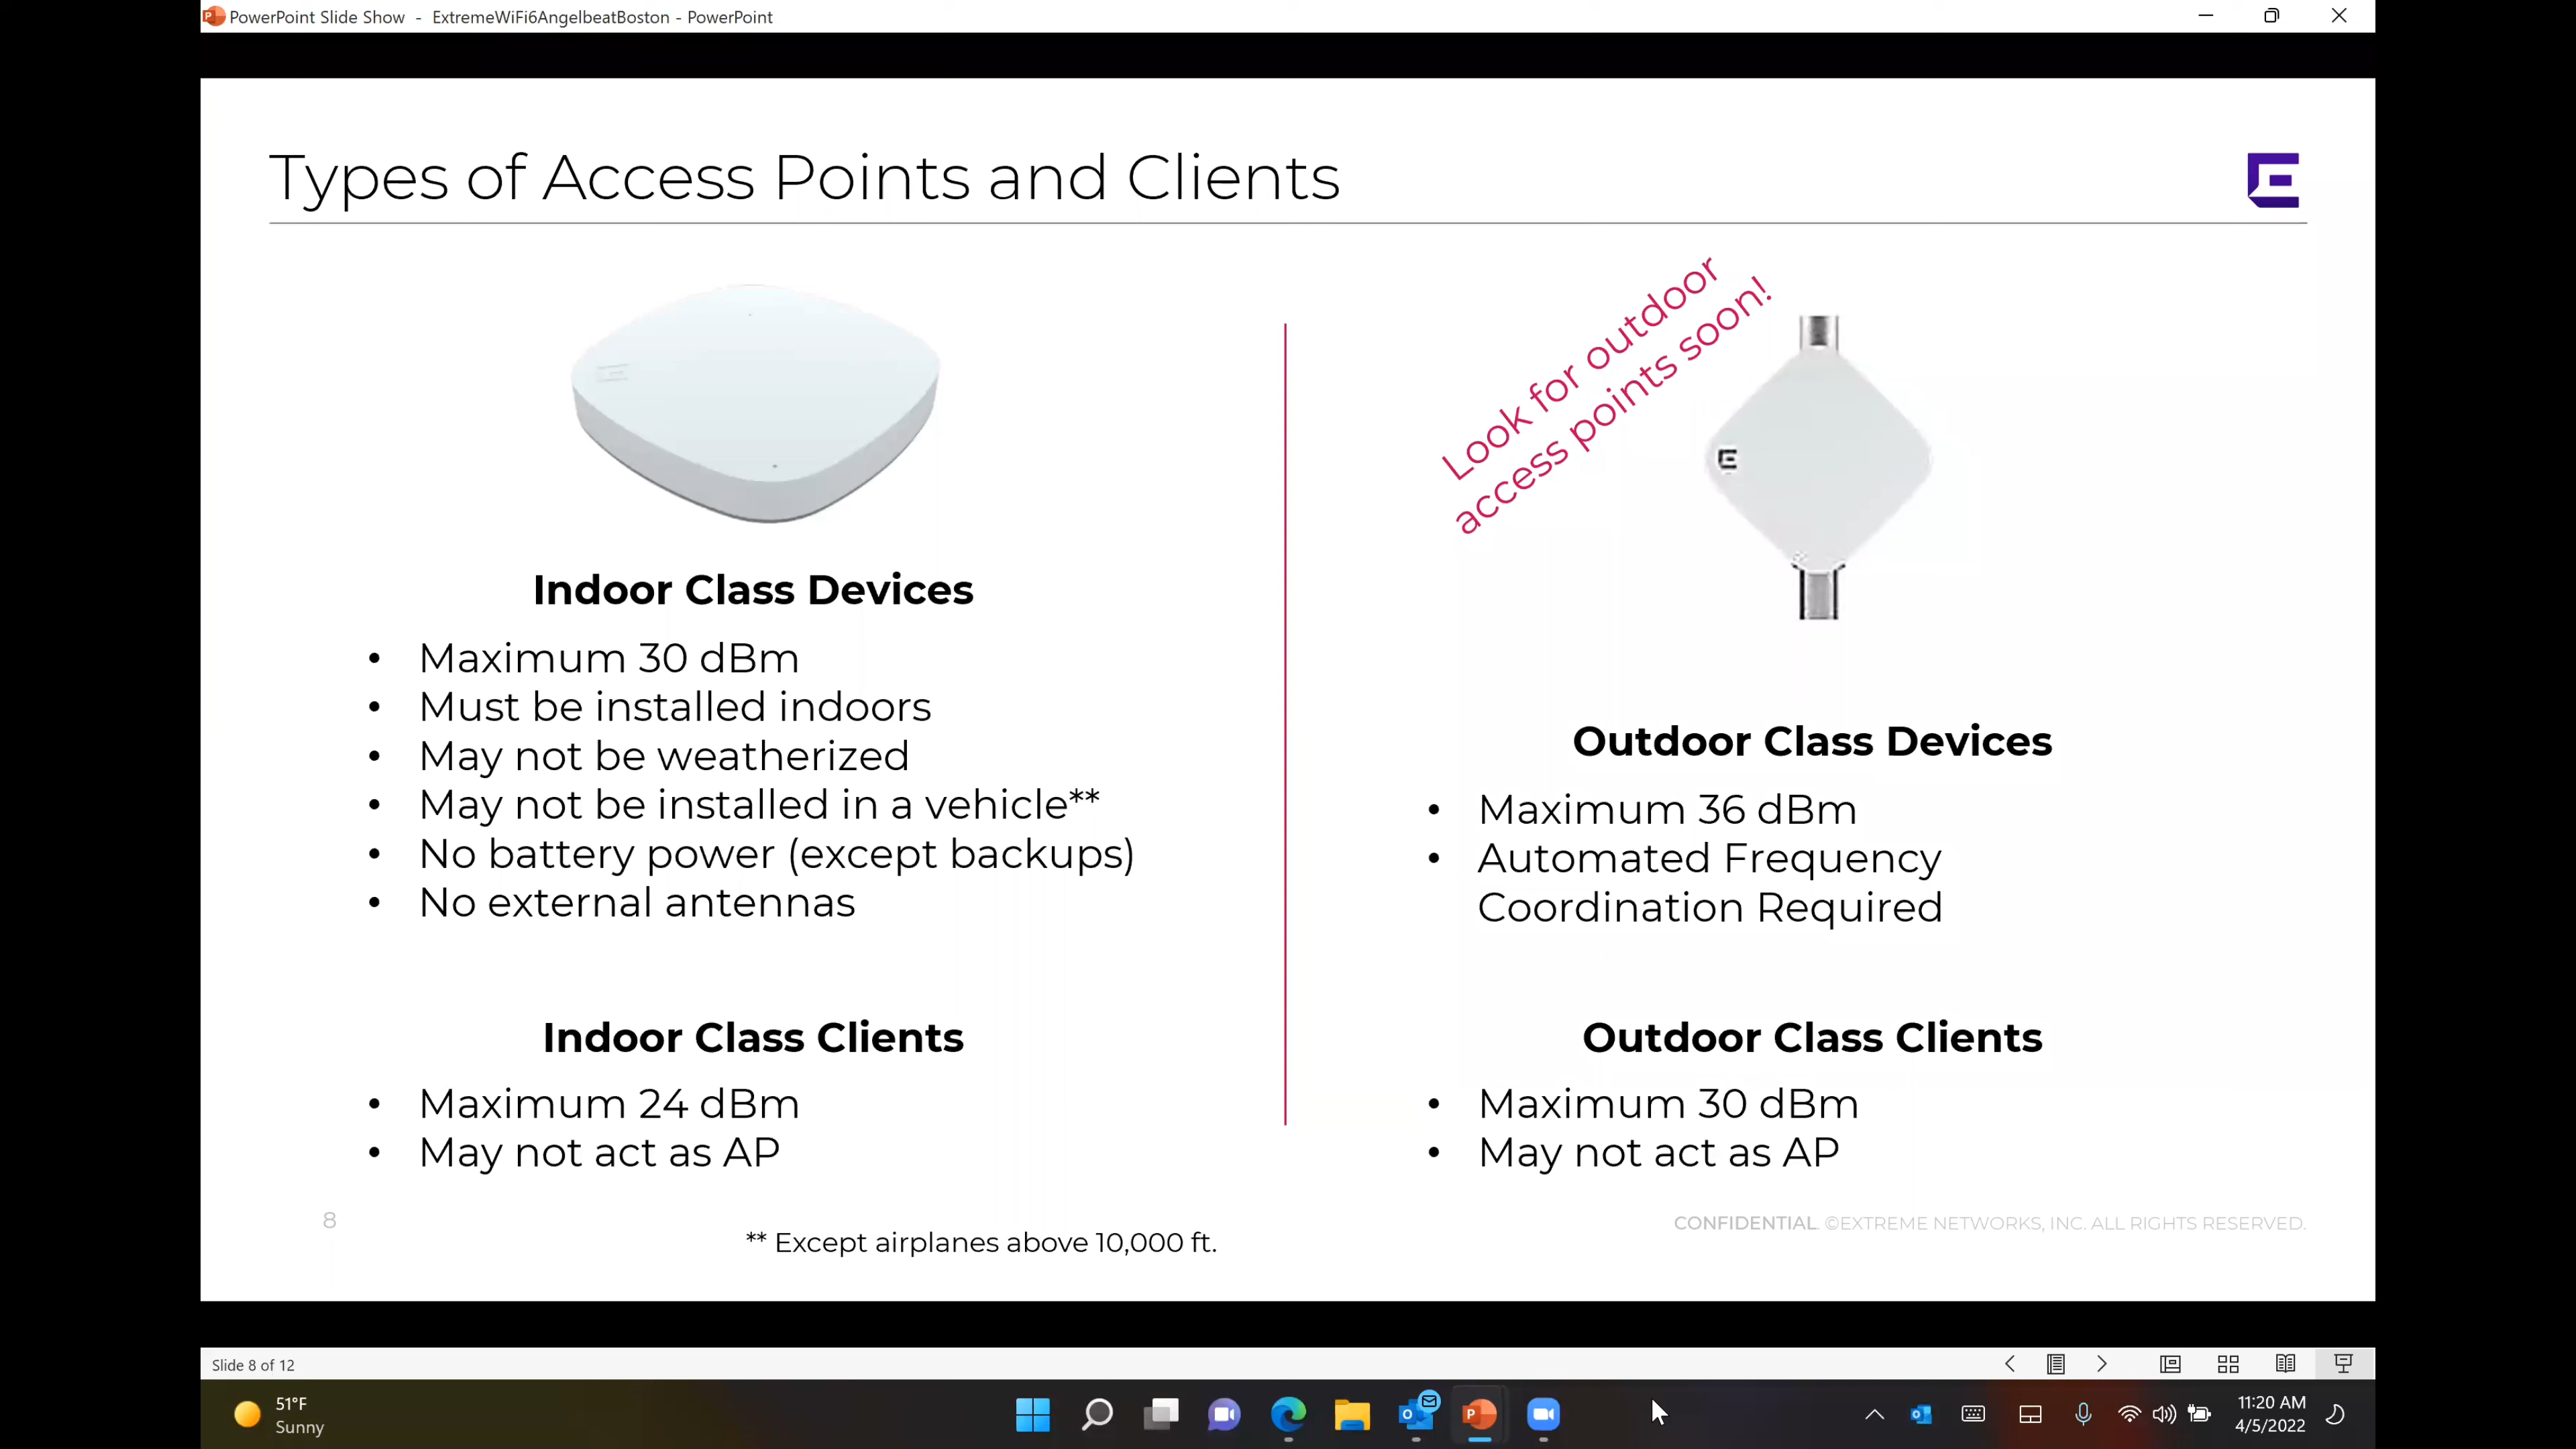 PowerPoint Slide Show - ExtremeWiFi6AngelbeatBoston - PowerPoint
Types of Access Points and Clients
Look for outdoor
access points soon!
Indoor Class Devices
• Maximum 30 dBm
• Must be installed indoors
• May not be weatherized
• May not be installed in a vehicle**
• No battery power (except backups)
• No external antennas
Indoor Class Clients
• Maximum 24 dBm
• May not act as AP
Outdoor Class Devices
• Maximum 36 dBm
• Automated Frequency
Coordination Required
Outdoor Class Clients
• Maximum 30 dBm
• May not act as AP
8
** Except airplanes above 10,000 ft.
CONFIDENTIAL. ©EXTREME NETWORKS, INC. ALL RIGHTS RESERVED.
Slide 8 of 12
51°F
Sunny
11:20 AM
4/5/2022